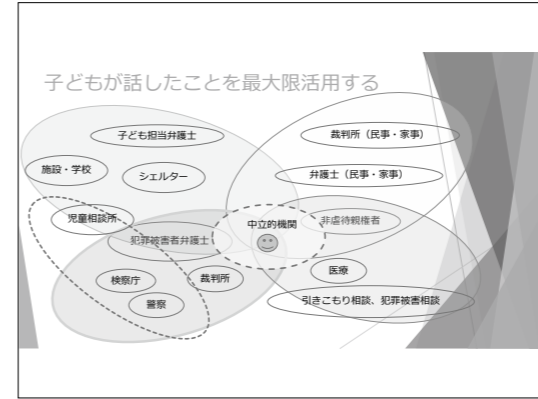 子どもが話したことを最大限活用する
子ども担当弁護士
裁判所（民事・家事）
施設・学校
シェルター
弁護士（民事・家事）
児童相談所
中立的機関
非虐待親権者
犯罪被害者弁護士
検察庁
裁判所
医療
警察
引きこもり相談、犯罪被害相談